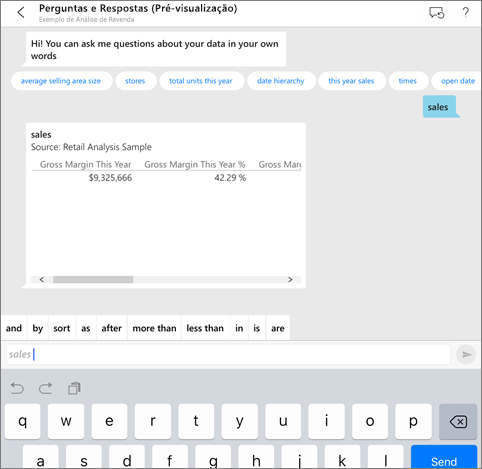 Perguntas e Respostas (Pré-visualização)
Exemplo de Análise de Revenda
?
Hi! You can ask me questions about your data in your own
words
average selling area size stores total units this year date hierarchy this year sales times open date
sales
sales
Source: Retail Analysis Sample
Gross Margin This Year Gross Margin This Year % Gross Marg
$9,325,666 42.29 %
and by sort as after more than less than in is are
sales
q w e r t y u i o p
a s d f g h j k l Send